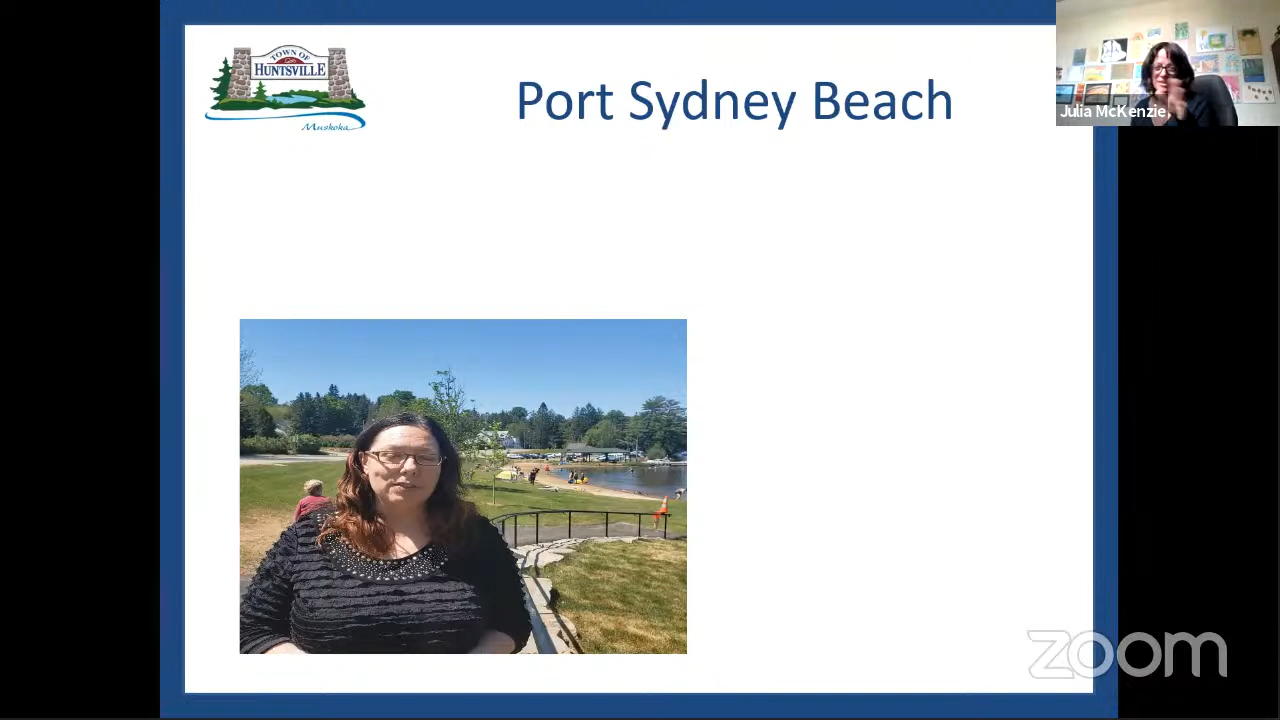 TOWN OF
HUNTSVILLE
Muskoka
Port Sydney Beach
Julia McKenzie
zoom